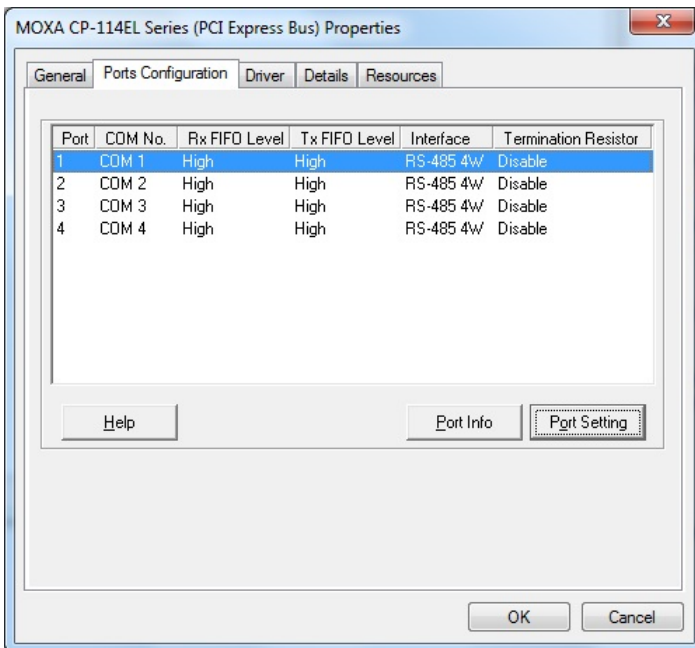 MOXA CP-114EL Series (PCI Express Bus) Properties
General Ports Configuration Driver Details Resources
Port COM No. Rx FIFO Level Tx FIFO Level Interface Termination Resistor
1 COM 1 High High RS-485 4W Disable
2 COM 2 High High RS-485 4W Disable
3 COM 3 High High RS-485 4W Disable
4 COM 4 High High RS-485 4W Disable
Help Port Info Port Setting
OK Cancel